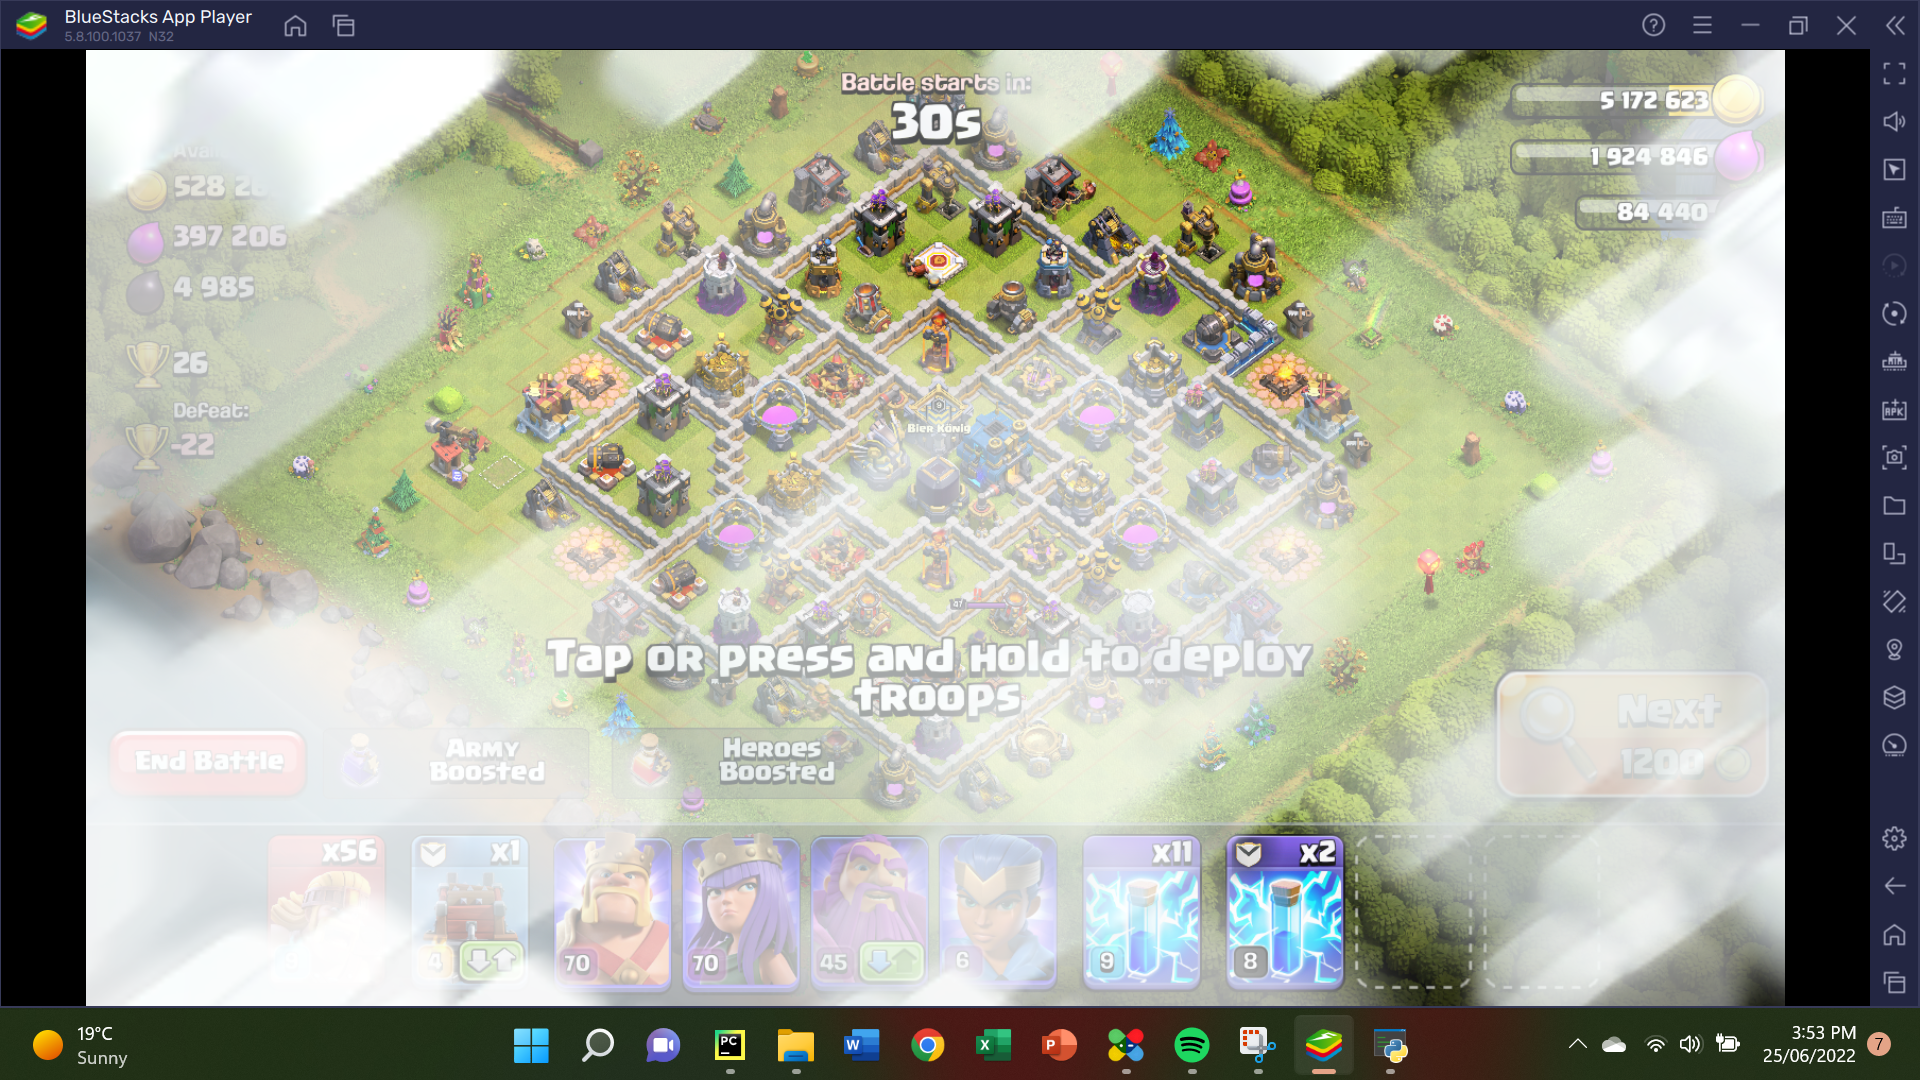 BlueStacks App Player
5.8.100.1037 N32
Battle starts in:
30s
5 172 623
1 924 846
84 440
397 206
4 985
26
Defeat:
-22
Bier König
47
Tap or press and hold to deploy
troops
End Battle
Army
Boosted
Heroes
Boosted
Next
1200
x56
x1
x11
x2
4
70
70
45
6
9
8
19°C
Sunny
3:53 PM
25/06/2022
7